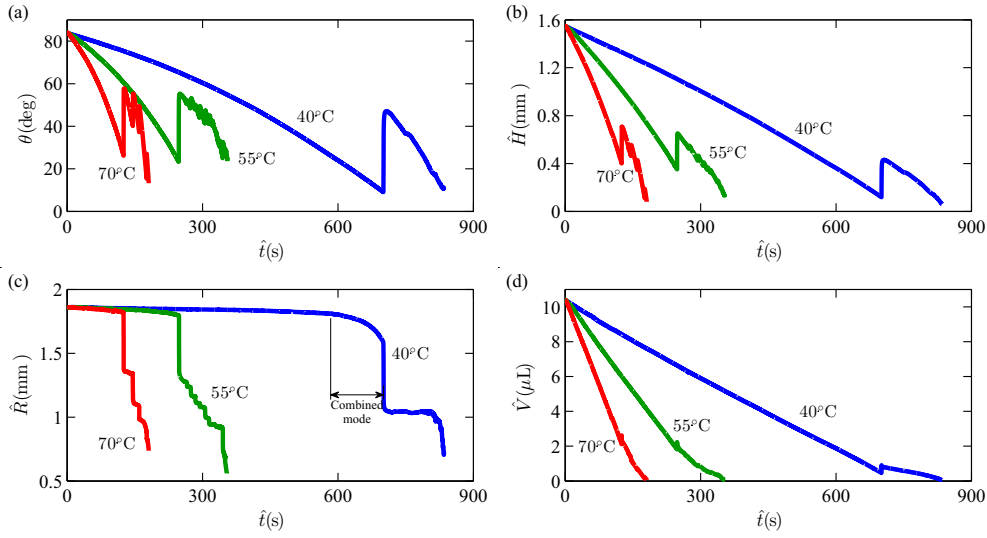 (a)
θ(deg)
80
60
40
20
0
0
300
600
900
t̂(s)
70°C
55°C
40°C
(b)
Ĥ(mm)
1.6
1.2
0.8
0.4
0
0
300
600
900
t̂(s)
70°C
55°C
40°C
(c)
R̂(mm)
2
1.5
1
0.5
0
300
600
900
t̂(s)
70°C
55°C
40°C
Combined
mode
(d)
V̂(μL)
10
8
6
4
2
0
0
300
600
900
t̂(s)
70°C
55°C
40°C